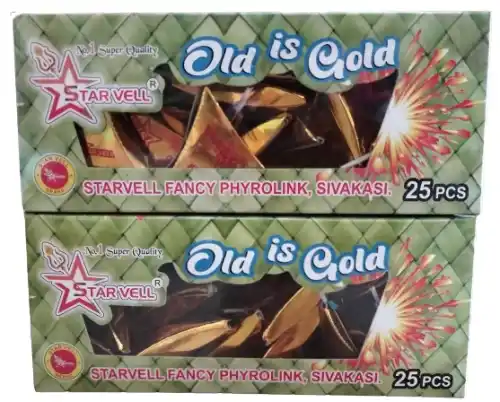 No.1 Super Quality
Old is Gold
STAR VELL®
STARVELL FANCY PHYROLINK, SIVAKASI.
25 PCS
No.1 Super Quality
Old is Gold
STAR VELL®
STARVELL FANCY PHYROLINK, SIVAKASI.
25 PCS